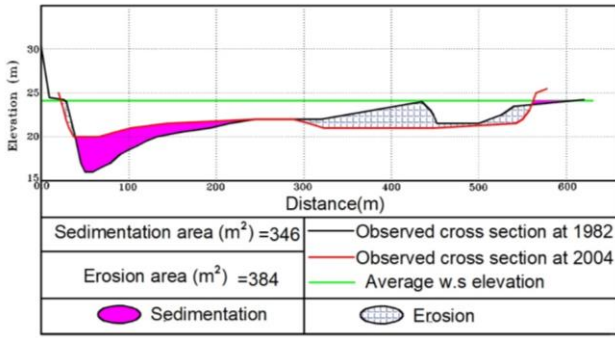 Elevation (m)
30
25
20
15
0.0 100 200 300 400 500 600
Distance(m)
Sedimentation area (m²) =346
Erosion area (m²) =384
Observed cross section at 1982
Observed cross section at 2004
Average w.s elevation
Sedimentation
Erosion